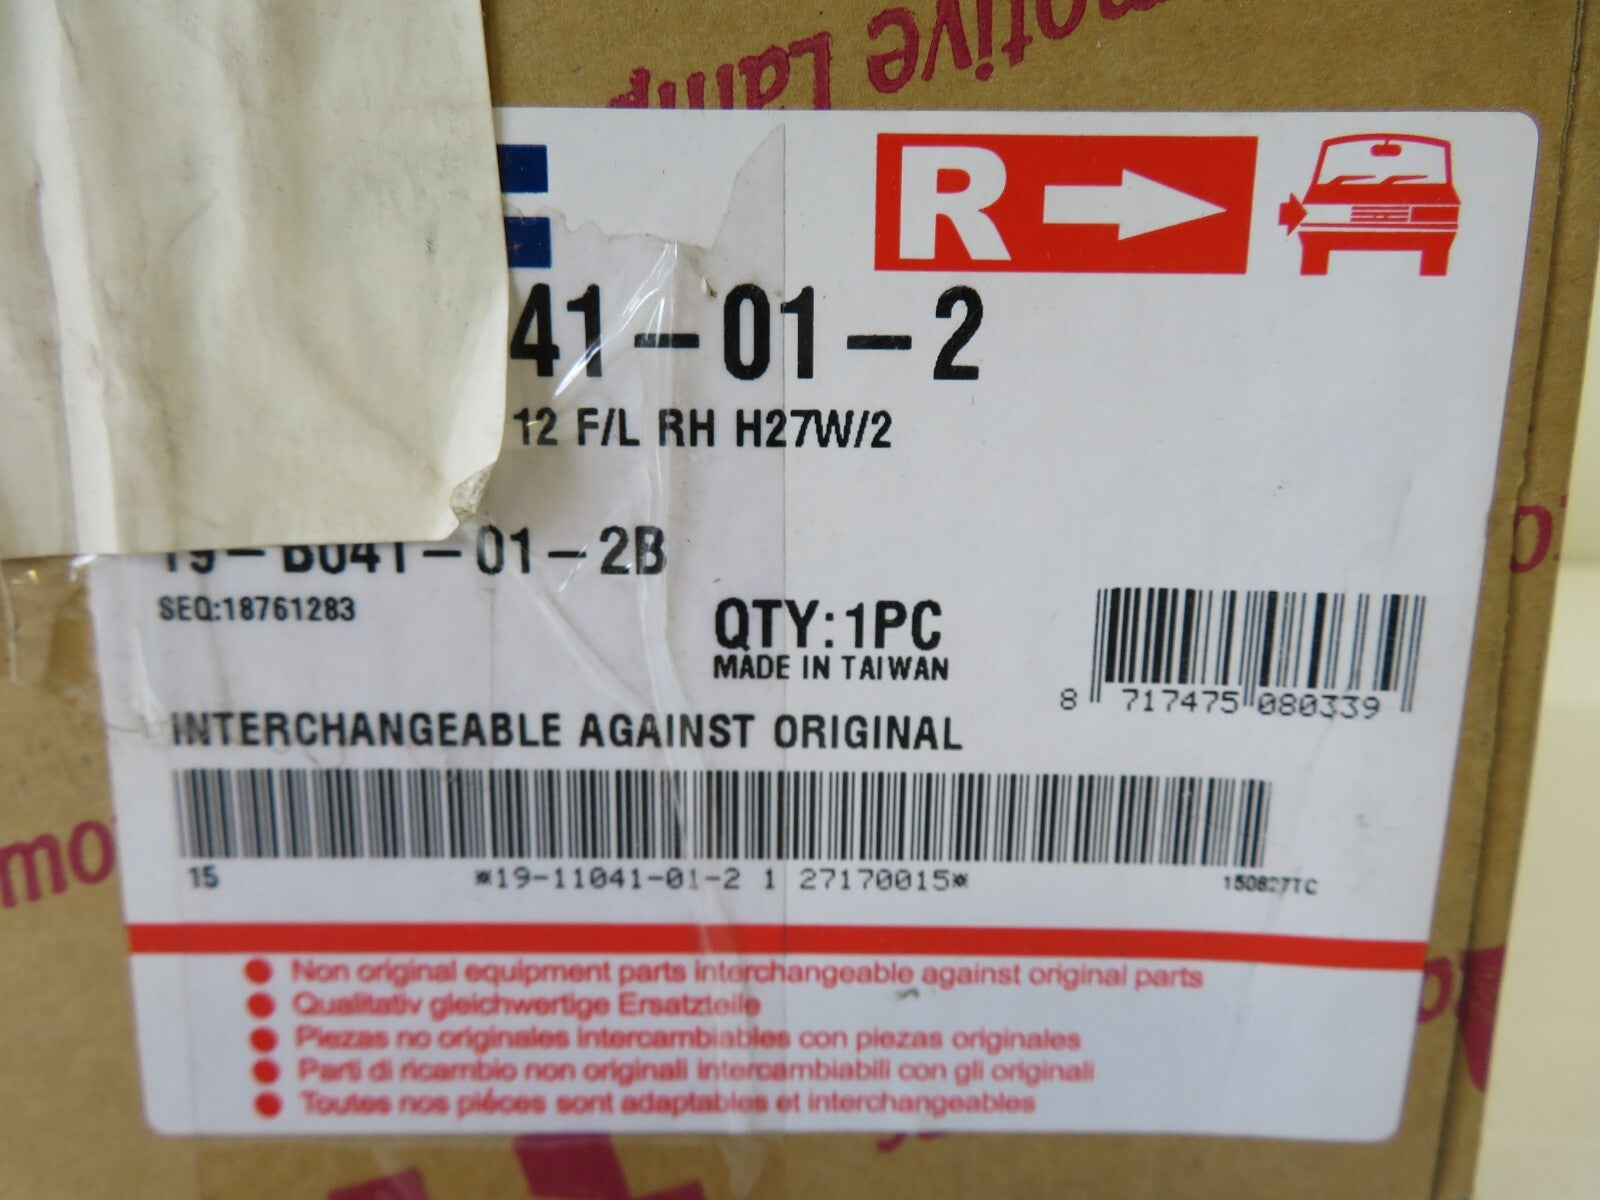 R
41-01-2
12 F/L RH H27W/2
19-B041-01-2B
SEQ:18761283
QTY:1PC
MADE IN TAIWAN
8 717475 080339
INTERCHANGEABLE AGAINST ORIGINAL
15 *19-11041-01-2 1 27170015* 150827TC
Non original equipment parts interchangeable against original parts
Qualitativ gleichwertige Ersatzteile
Piezas no originales intercambiables con piezas originales
Parti di ricambio non originali intercambiabili con gli originali
Toutes nos piéces sont adaptables et interchangeables